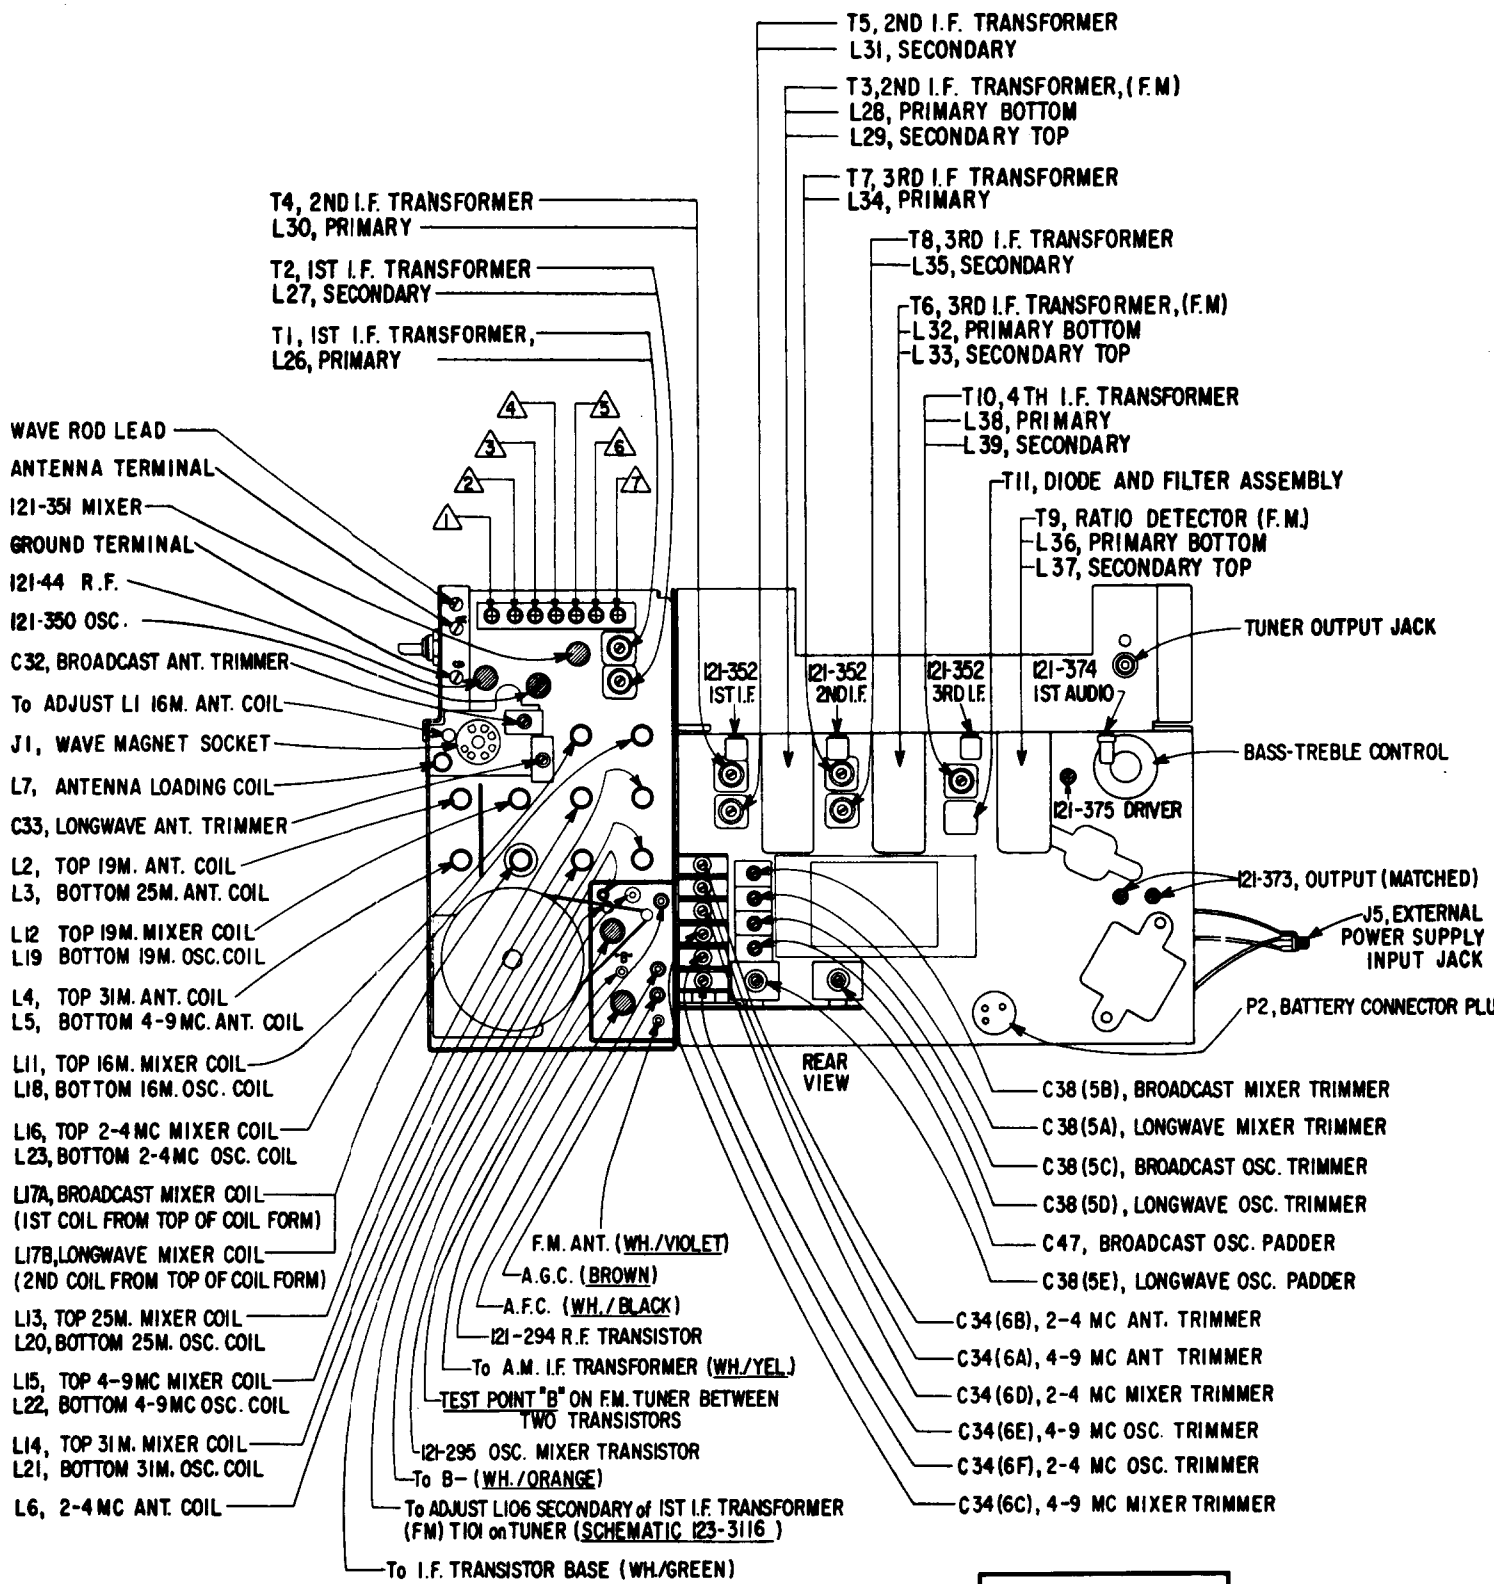 T5, 2ND I.F. TRANSFORMER
L31, SECONDARY
T3,2ND I.F. TRANSFORMER,(F.M)
L28, PRIMARY BOTTOM
L29, SECONDARY TOP
T7, 3RD I.F TRANSFORMER
L34, PRIMARY
T4, 2ND I.F. TRANSFORMER
L30, PRIMARY
T8, 3RD I.F. TRANSFORMER
L35, SECONDARY
T2, 1ST I.F. TRANSFORMER
L27, SECONDARY
T6, 3RD I.F. TRANSFORMER,(F.M)
L32, PRIMARY BOTTOM
L33, SECONDARY TOP
T1, 1ST I.F. TRANSFORMER,
L26, PRIMARY
T10, 4TH I.F. TRANSFORMER
L38, PRIMARY
L39, SECONDARY
T11, DIODE AND FILTER ASSEMBLY
T9, RATIO DETECTOR (F.M.)
L36, PRIMARY BOTTOM
L37, SECONDARY TOP
1
2
3
4
5
6
7
WAVE ROD LEAD
ANTENNA TERMINAL
121-351 MIXER
GROUND TERMINAL
121-44 R.F.
121-350 OSC.
C32, BROADCAST ANT. TRIMMER
To ADJUST L1 16M. ANT. COIL
J1, WAVE MAGNET SOCKET
L7, ANTENNA LOADING COIL
C33, LONGWAVE ANT. TRIMMER
L2, TOP 19M. ANT. COIL
L3, BOTTOM 25M. ANT. COIL
L12 TOP 19M. MIXER COIL
L19 BOTTOM 19M. OSC.COIL
L4, TOP 31M. ANT. COIL
L5, BOTTOM 4-9 MC. ANT. COIL
L11, TOP 16M. MIXER COIL
L18, BOTTOM 16M. OSC. COIL
L16, TOP 2-4 MC MIXER COIL
L23, BOTTOM 2-4 MC OSC. COIL
L17A, BROADCAST MIXER COIL
(1ST COIL FROM TOP OF COIL FORM)
L17B, LONGWAVE MIXER COIL
(2ND COIL FROM TOP OF COIL FORM)
L13, TOP 25M. MIXER COIL
L20, BOTTOM 25M. OSC. COIL
L15, TOP 4-9 MC MIXER COIL
L22, BOTTOM 4-9 MC OSC. COIL
L14, TOP 31M. MIXER COIL
L21, BOTTOM 31M. OSC. COIL
L6, 2-4 MC ANT. COIL
A
G
121-352
1ST I.F.
121-352
2ND I.F.
121-352
3RD I.F.
121-374
1ST AUDIO
TUNER OUTPUT JACK
BASS-TREBLE CONTROL
121-375 DRIVER
121-373, OUTPUT (MATCHED)
J5, EXTERNAL
POWER SUPPLY
INPUT JACK
P2, BATTERY CONNECTOR PLU
REAR
VIEW
C38 (5B), BROADCAST MIXER TRIMMER
C38 (5A), LONGWAVE MIXER TRIMMER
C38 (5C), BROADCAST OSC. TRIMMER
C38 (5D), LONGWAVE OSC. TRIMMER
C47, BROADCAST OSC. PADDER
C38 (5E), LONGWAVE OSC. PADDER
C34 (6B), 2-4 MC ANT. TRIMMER
C34 (6A), 4-9 MC ANT TRIMMER
C34 (6D), 2-4 MC MIXER TRIMMER
C34 (6E), 4-9 MC OSC. TRIMMER
C34 (6F), 2-4 MC OSC. TRIMMER
C34 (6C), 4-9 MC MIXER TRIMMER
F.M. ANT. (WH./VIOLET)
A.G.C. (BROWN)
A.F.C. (WH./BLACK)
121-294 R.F. TRANSISTOR
To A.M. I.F. TRANSFORMER (WH./YEL.)
TEST POINT "B" ON F.M. TUNER BETWEEN
TWO TRANSISTORS
121-295 OSC. MIXER TRANSISTOR
To B- (WH./ORANGE)
To ADJUST L106 SECONDARY of 1ST I.F. TRANSFORMER
(FM) T101 on TUNER (SCHEMATIC 123-3116)
To I.F. TRANSISTOR BASE (WH./GREEN)